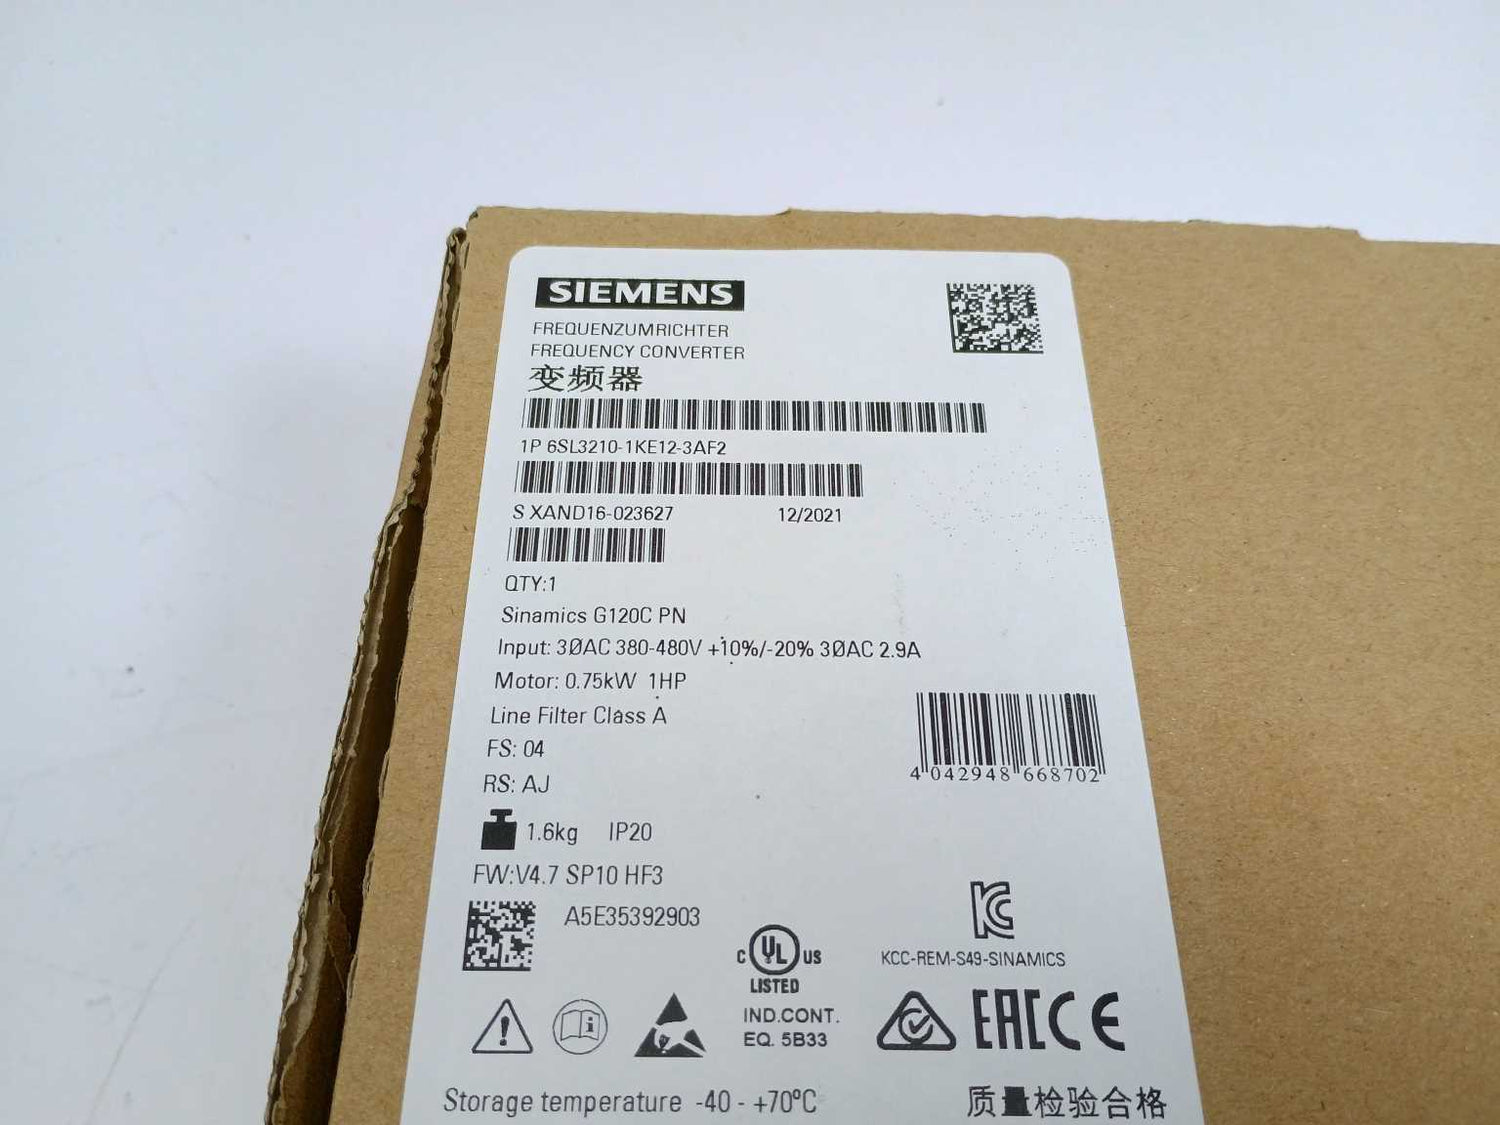 SIEMENS
FREQUENZUMRICHTER
FREQUENCY CONVERTER
变频器
1P 6SL3210-1KE12-3AF2
S XAND16-023627 12/2021
QTY:1
Sinamics G120C PN
Input: 3ØAC 380-480V +10%/-20% 3ØAC 2.9A
Motor: 0.75kW 1HP
Line Filter Class A
FS: 04
RS: AJ
4 042948 668702
1.6kg IP20
FW:V4.7 SP10 HF3
A5E35392903
C UL US
LISTED
IND.CONT.
EQ. 5B33
KC
KCC-REM-S49-SINAMICS
EAC CE
Storage temperature -40 - +70°C
质量检验合格